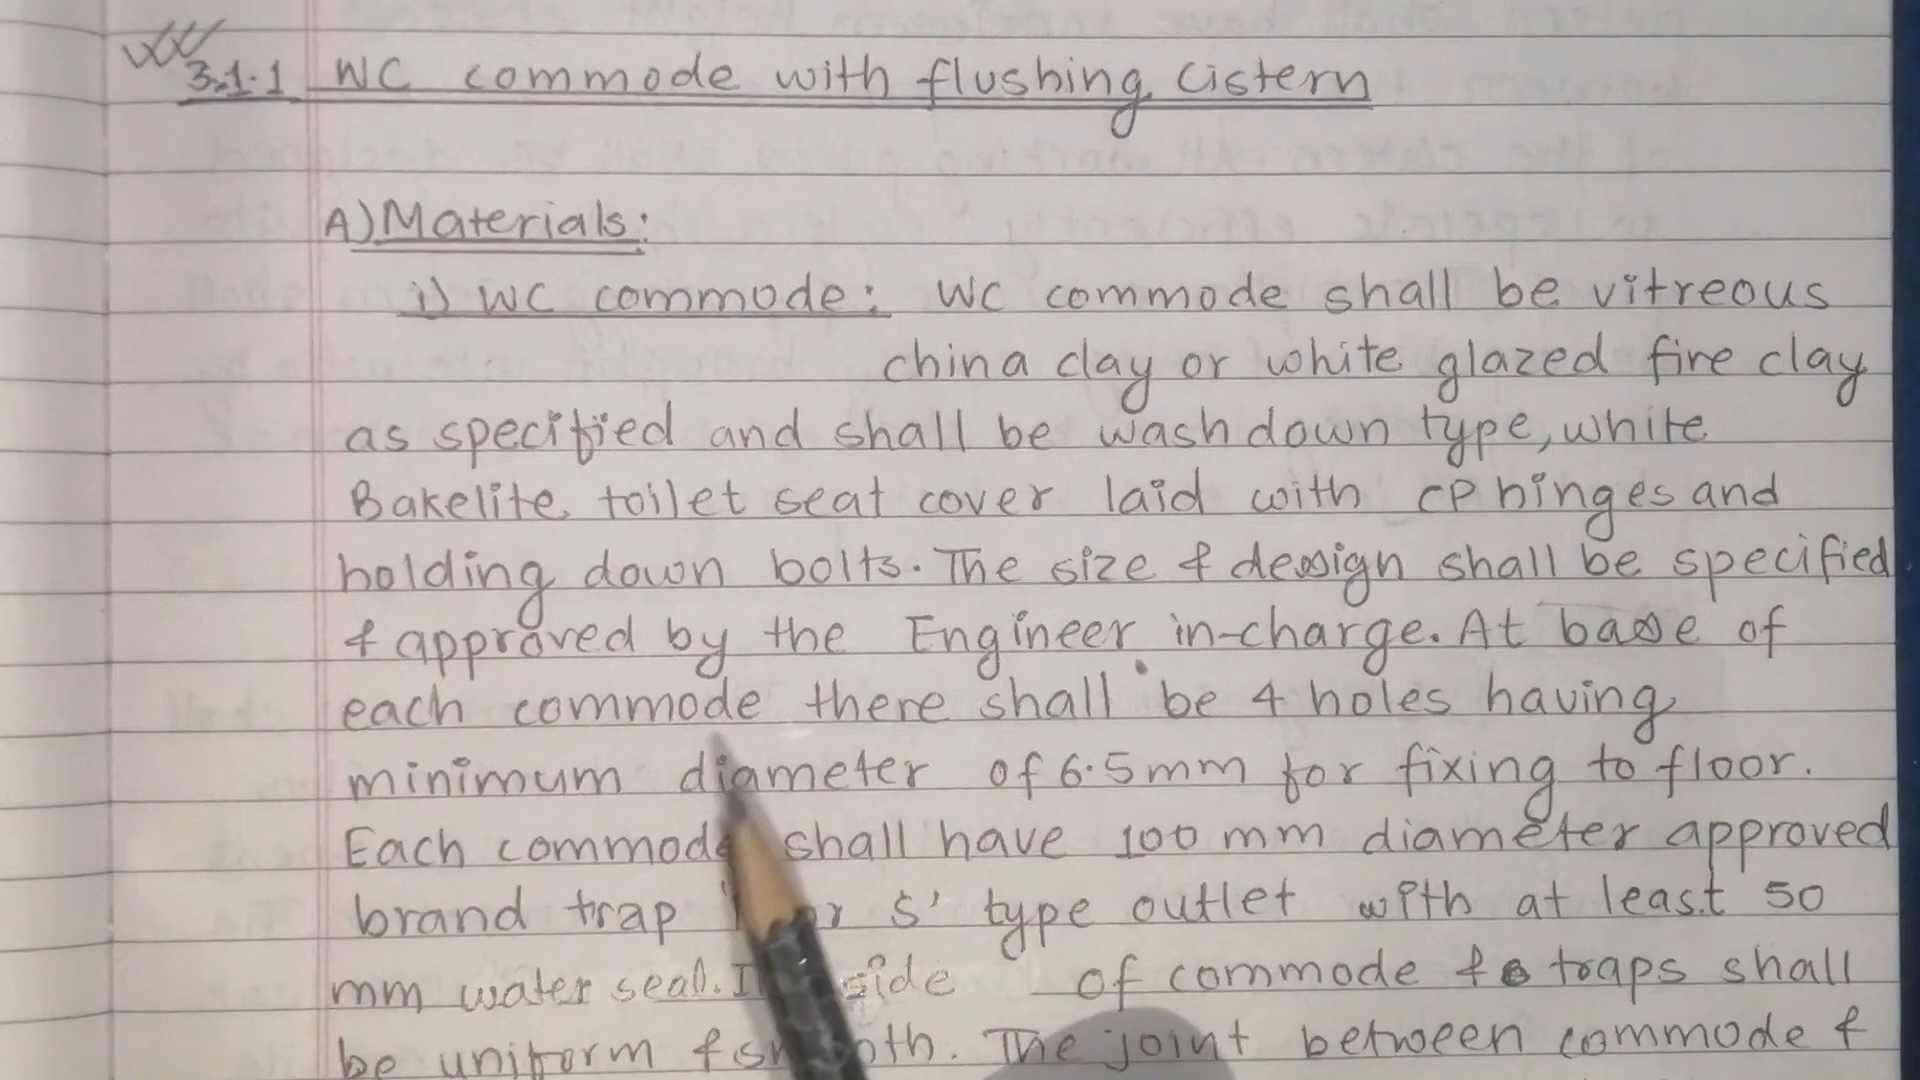 3.1.1 WC commode with flushing cistern
A) Materials:
i) WC commode: WC commode shall be vitreous
china clay or white glazed fire clay
as specified and shall be wash down type, white
Bakelite toilet seat cover laid with CP hinges and
holding down bolts. The size & design shall be specified
& approved by the Engineer in-charge. At base of
each commode there shall be 4 holes having
minimum diameter of 6.5mm for fixing to floor.
Each commode shall have 100 mm diameter approved
brand trap or S' type outlet with at least 50
mm water seal. side of commode & traps shall
be uniform & The joint between commode &